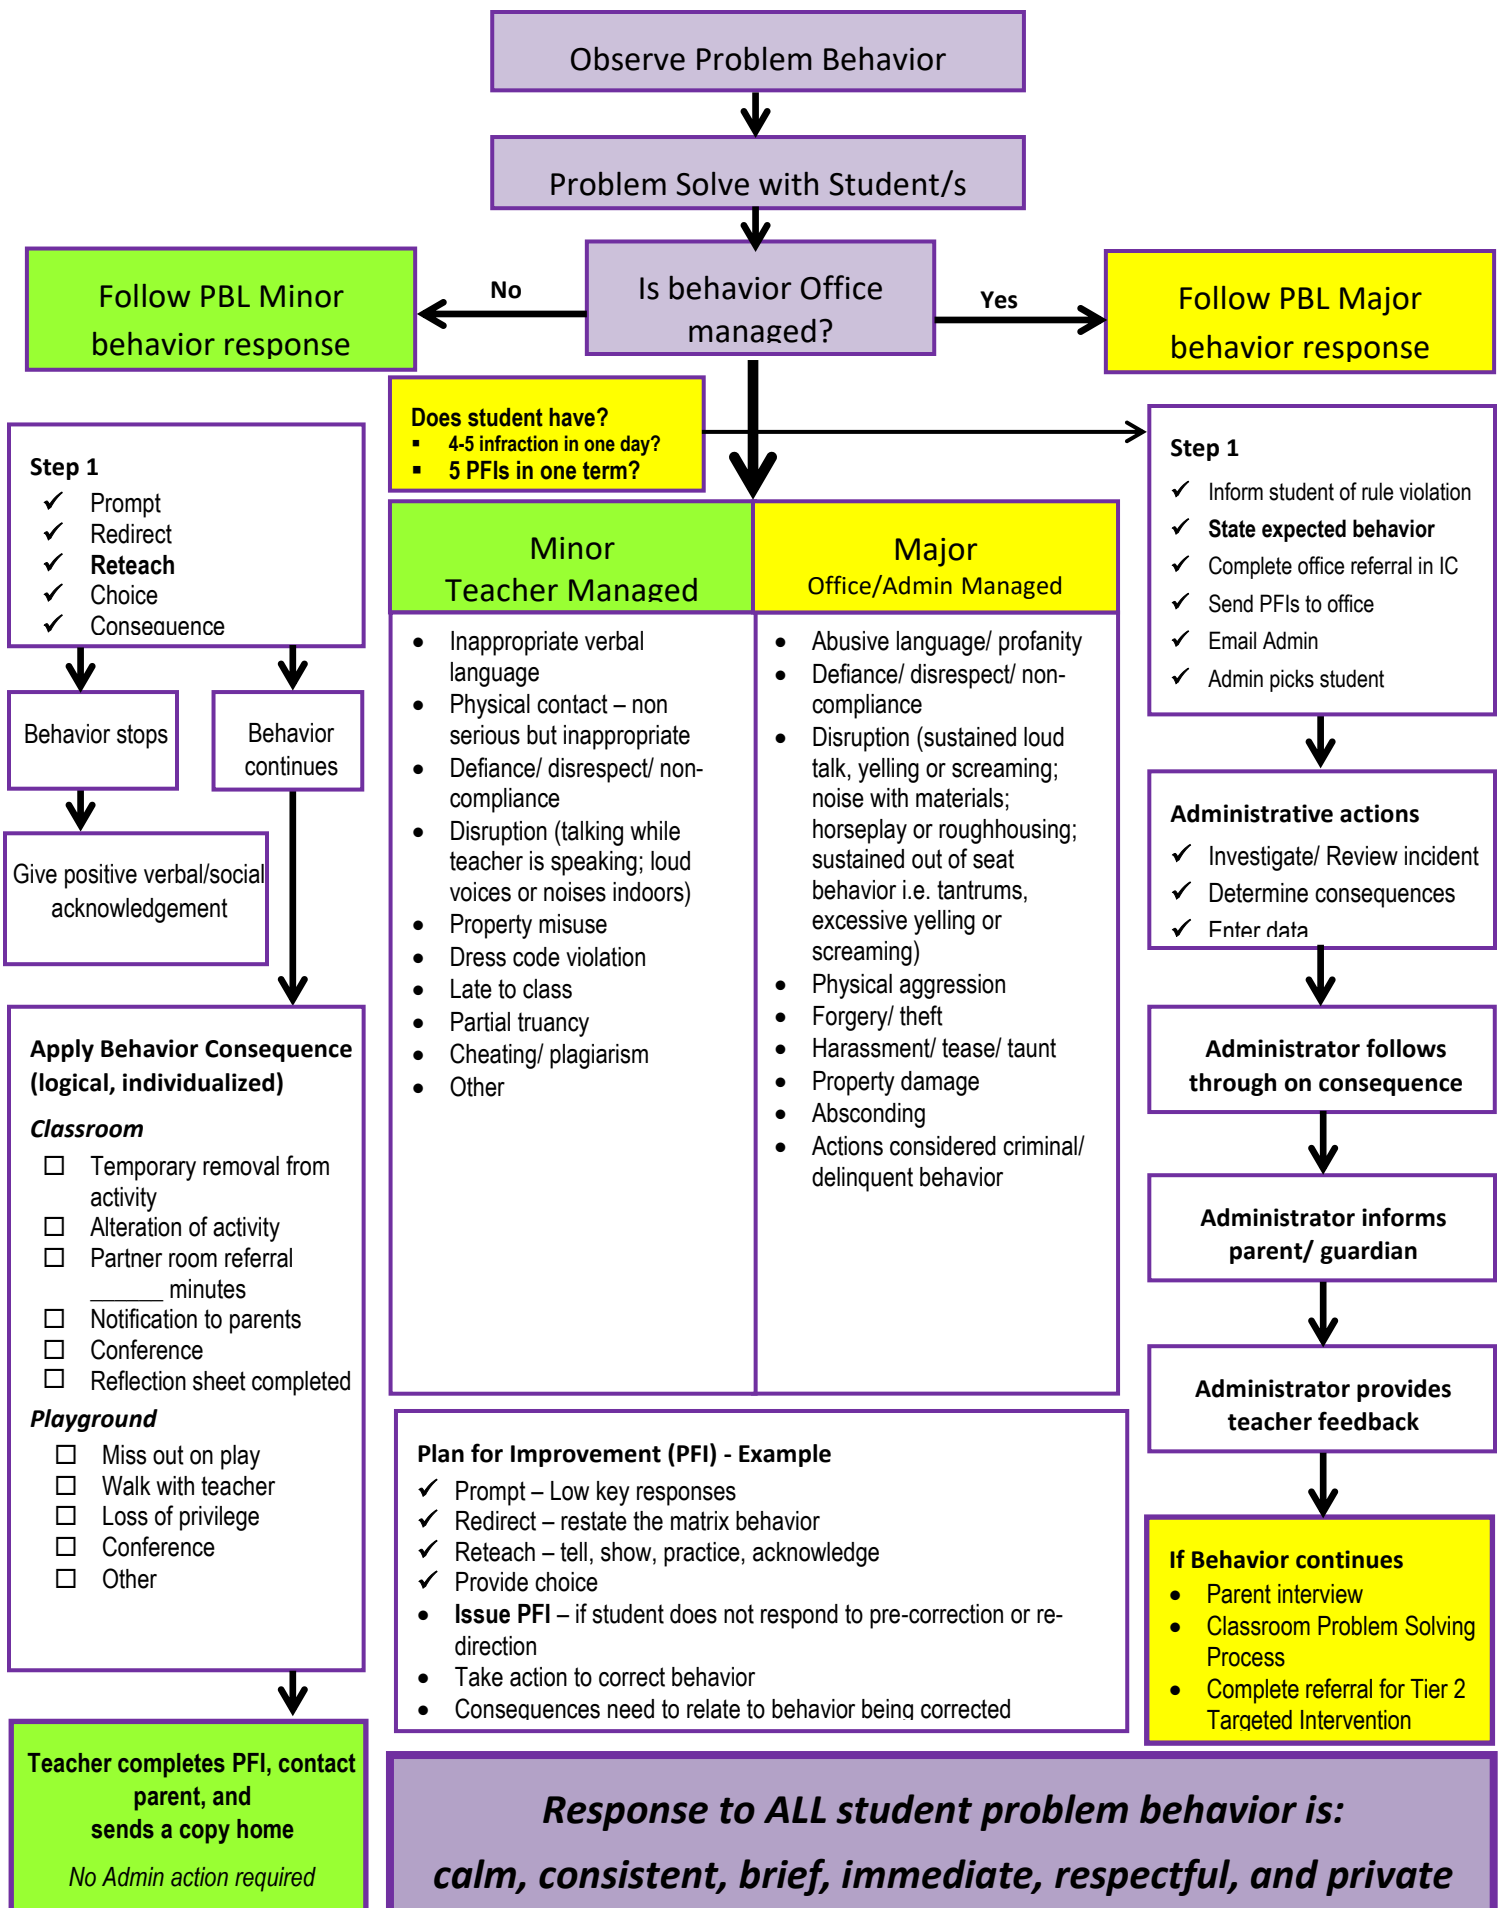 Observe Problem Behavior
Problem Solve with Student/s
Is behavior Office
managed?
No
Yes
Follow PBL Minor
behavior response
Follow PBL Major
behavior response
Does student have?
▪ 4-5 infraction in one day?
▪ 5 PFIs in one term?
Step 1
✓ Prompt
✓ Redirect
✓ Reteach
✓ Choice
✓ Consequence
Behavior stops
Behavior
continues
Give positive verbal/social
acknowledgement
Apply Behavior Consequence
(logical, individualized)
Classroom
☐ Temporary removal from
activity
☐ Alteration of activity
☐ Partner room referral
______ minutes
☐ Notification to parents
☐ Conference
☐ Reflection sheet completed
Playground
☐ Miss out on play
☐ Walk with teacher
☐ Loss of privilege
☐ Conference
☐ Other
Teacher completes PFI, contact
parent, and
sends a copy home
No Admin action required
Minor
Teacher Managed
• Inappropriate verbal
language
• Physical contact – non
serious but inappropriate
• Defiance/ disrespect/ non-
compliance
• Disruption (talking while
teacher is speaking; loud
voices or noises indoors)
• Property misuse
• Dress code violation
• Late to class
• Partial truancy
• Cheating/ plagiarism
• Other
Major
Office/Admin Managed
• Abusive language/ profanity
• Defiance/ disrespect/ non-
compliance
• Disruption (sustained loud
talk, yelling or screaming;
noise with materials;
horseplay or roughhousing;
sustained out of seat
behavior i.e. tantrums,
excessive yelling or
screaming)
• Physical aggression
• Forgery/ theft
• Harassment/ tease/ taunt
• Property damage
• Absconding
• Actions considered criminal/
delinquent behavior
Plan for Improvement (PFI) - Example
✓ Prompt – Low key responses
✓ Redirect – restate the matrix behavior
✓ Reteach – tell, show, practice, acknowledge
✓ Provide choice
• Issue PFI – if student does not respond to pre-correction or re-
direction
• Take action to correct behavior
• Consequences need to relate to behavior being corrected
Step 1
✓ Inform student of rule violation
✓ State expected behavior
✓ Complete office referral in IC
✓ Send PFIs to office
✓ Email Admin
✓ Admin picks student
Administrative actions
✓ Investigate/ Review incident
✓ Determine consequences
✓ Enter data
Administrator follows
through on consequence
Administrator informs
parent/ guardian
Administrator provides
teacher feedback
If Behavior continues
• Parent interview
• Classroom Problem Solving
Process
• Complete referral for Tier 2
Targeted Intervention
Response to ALL student problem behavior is:
calm, consistent, brief, immediate, respectful, and private